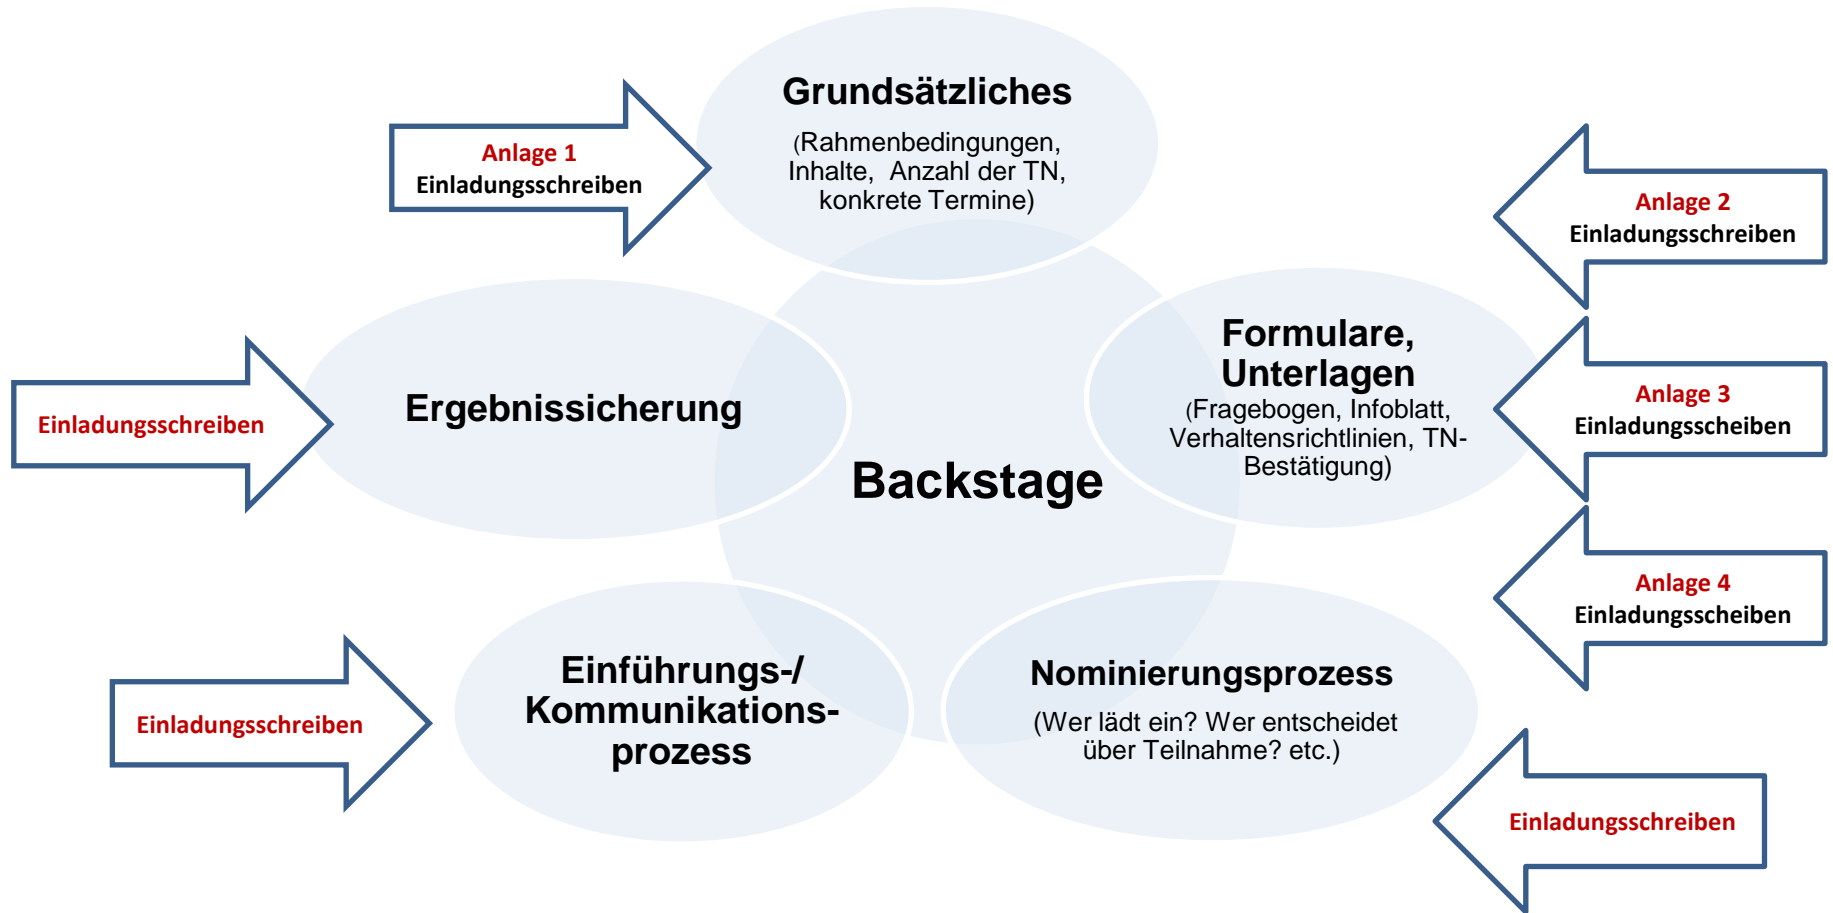 Grundsätzliches
(Rahmenbedingungen,
Inhalte, Anzahl der TN,
konkrete Termine)
Anlage 1
Einladungsschreiben
Anlage 2
Einladungsschreiben
Formulare,
Unterlagen
(Fragebogen, Infoblatt,
Verhaltensrichtlinien, TN-
Bestätigung)
Anlage 3
Einladungsscheiben
Ergebnissicherung
Einladungsschreiben
Backstage
Anlage 4
Einladungsscheiben
Einführungs-/
Kommunikations-
prozess
Einladungsschreiben
Nominierungsprozess
(Wer lädt ein? Wer entscheidet
über Teilnahme? etc.)
Einladungsschreiben